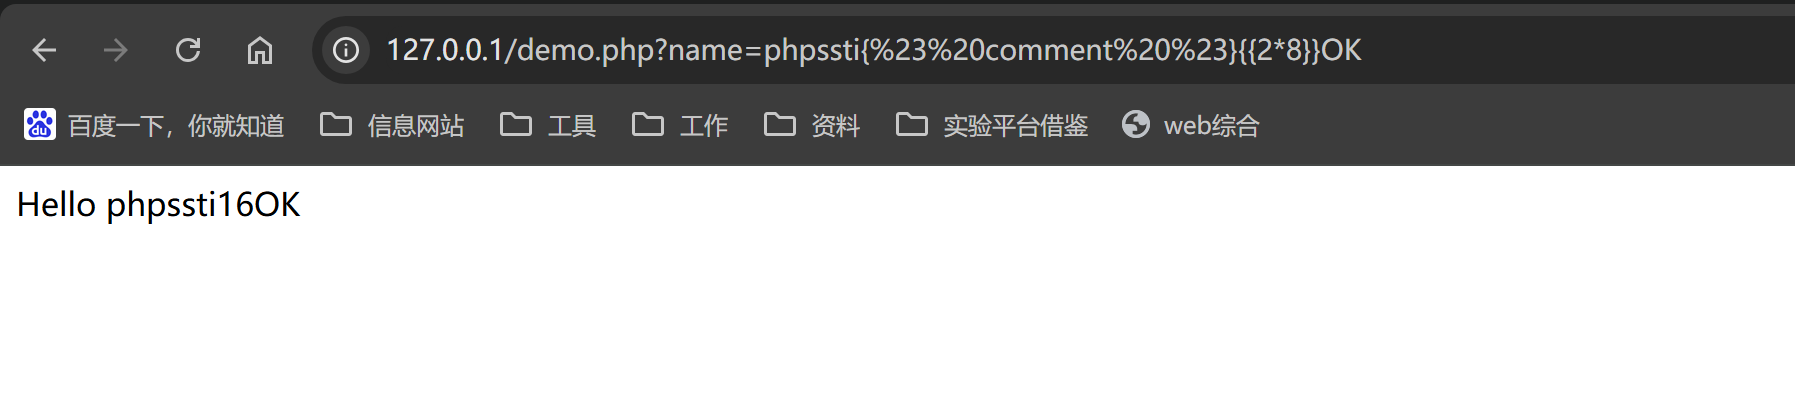 127.0.0.1/demo.php?name=phpssti{%23%20comment%20%23}{{2*8}}OK
du 百度一下，你就知道 信息网站 工具 工作 资料 实验平台借鉴 web综合
Hello phpssti16OK